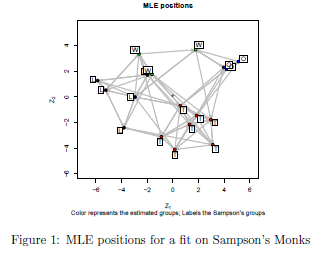 MLE positions
W
W
O
O
L
W
L
L
L
L
T
T
T
T
T
T
T
4
2
0
-2
-4
-6
Z2
-6
-4
-2
0
2
4
6
Z1
Color represents the estimated groups; Labels the Sampson's groups
Figure 1: MLE positions for a fit on Sampson's Monks